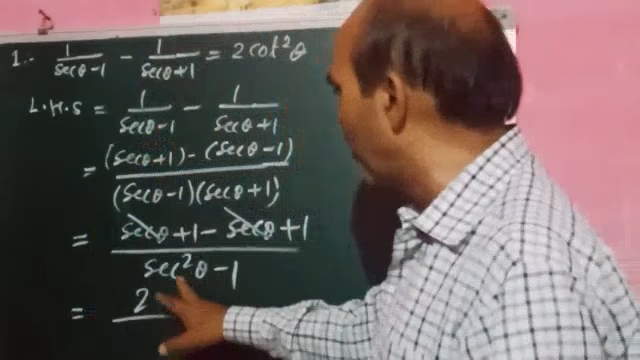 1.- 1/(secθ-1) - 1/(secθ+1) = 2cot²θ
L.H.S = 1/(secθ-1) - 1/(secθ+1)
= ((secθ+1) - (secθ-1))/((secθ-1)(secθ+1))
= (secθ+1-secθ+1)/(sec²θ-1)
= 2